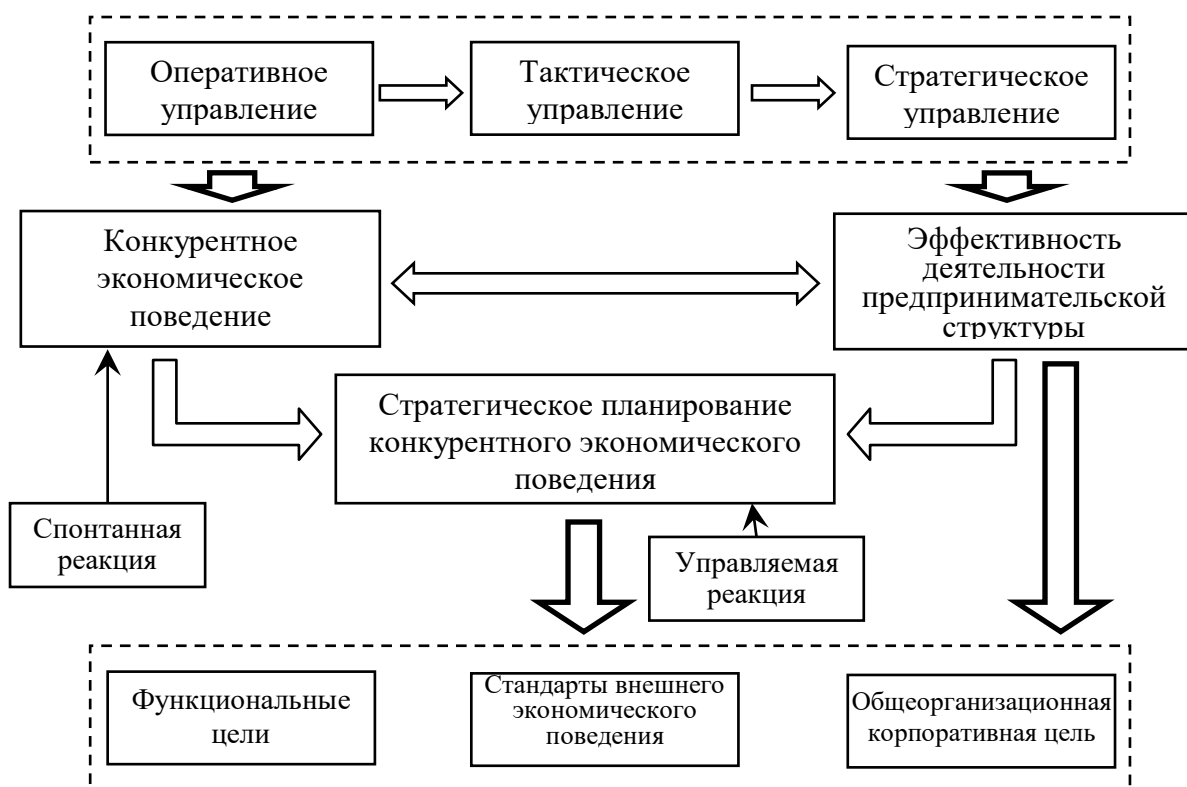 Оперативное
управление
Тактическое
управление
Стратегическое
управление
Конкурентное
экономическое
поведение
Эффективность
деятельности
предпринимательской
структуры
Стратегическое планирование
конкурентного экономического
поведения
Спонтанная
реакция
Управляемая
реакция
Функциональные
цели
Стандарты внешнего
экономического
поведения
Общеорганизационная
корпоративная цель